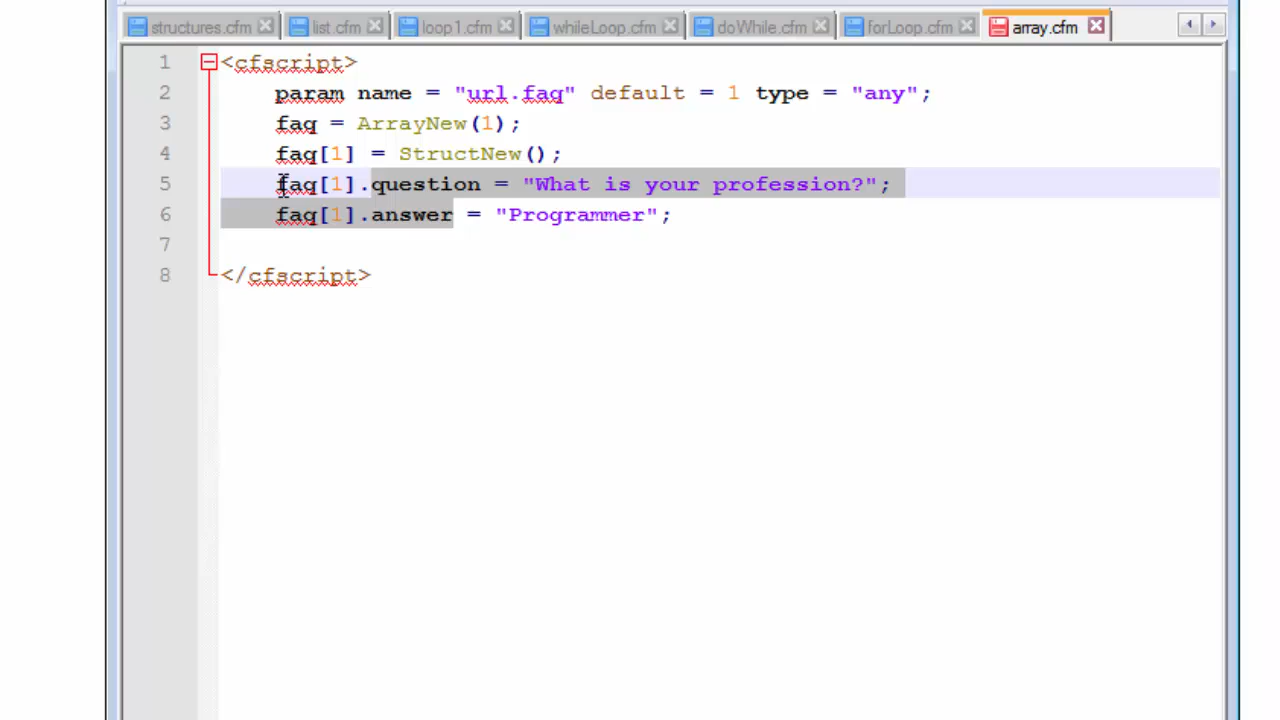 structures.cfm list.cfm loop1.cfm whileLoop.cfm doWhile.cfm forLoop.cfm array.cfm
1 <cfscript>
2 param name = "url.faq" default = 1 type = "any";
3 faq = ArrayNew(1);
4 faq[1] = StructNew();
5 faq[1].question = "What is your profession?";
6 faq[1].answer = "Programmer";
7
8 </cfscript>